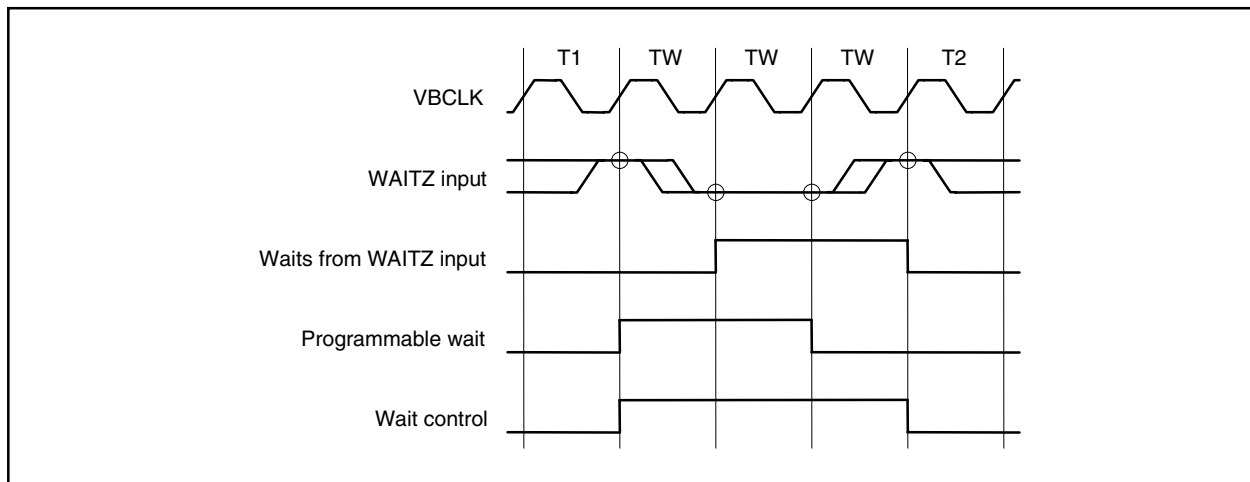 T1 TW TW TW T2
VBCLK
WAITZ input
Waits from WAITZ input
Programmable wait
Wait control